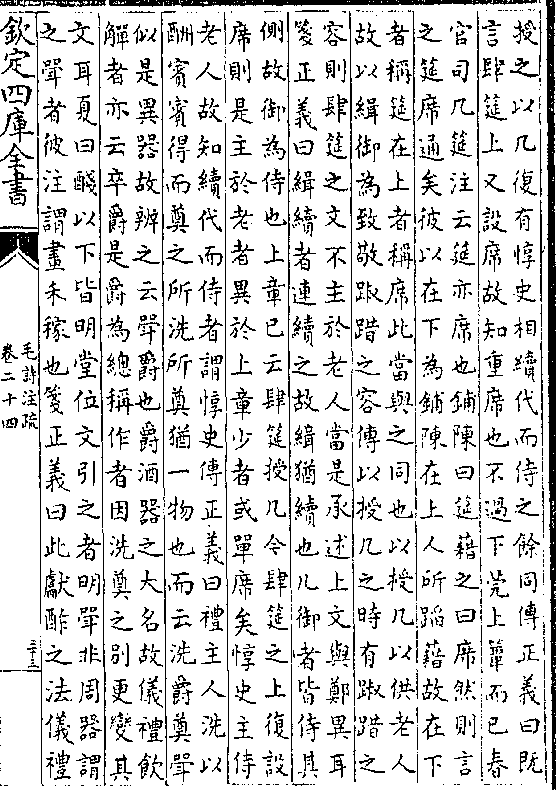 授之以几復有惇史相續代而侍之餘同傳正義曰既
言肆筵上又設席故知重席也不過下莞上簟而已春
官司几筵注云筵亦席也鋪陳曰筵藉之曰席然則言
之筵席通矣彼以在下為鋪陳在上人所蹈藉故在下
者稱筵在上者稱席此當與之同也以授几以供老人
故以緝御為致敬踧踖之容傳以授几之時有踧踖之
容則肆筵之文不主於老人當是承述上文與鄭異耳
箋正義曰緝續者連續之故緝猶續也凡御者皆侍其
側故御為侍也上章已云肆筵授几令肆筵之上復設
席則是主於老者異於上章少者或單席矣惇史主侍
老人故知續代而侍者謂惇史傳正義曰禮主人洗以
酬賓賓得而奠之所洗所奠猶一物也而云洗爵奠斝
似是異器故辨之云斝爵也爵酒器之大名故儀禮飲
觶者亦云卒爵是爵為總稱作者因洗奠之别更變其
文耳夏曰醆以下皆明堂位文引之者明斝非周器謂
之斝者彼注謂畫禾稼也箋正義曰此獻酢之法儀禮
欽定四庫全書
毛詩注疏
卷二十四
二十三